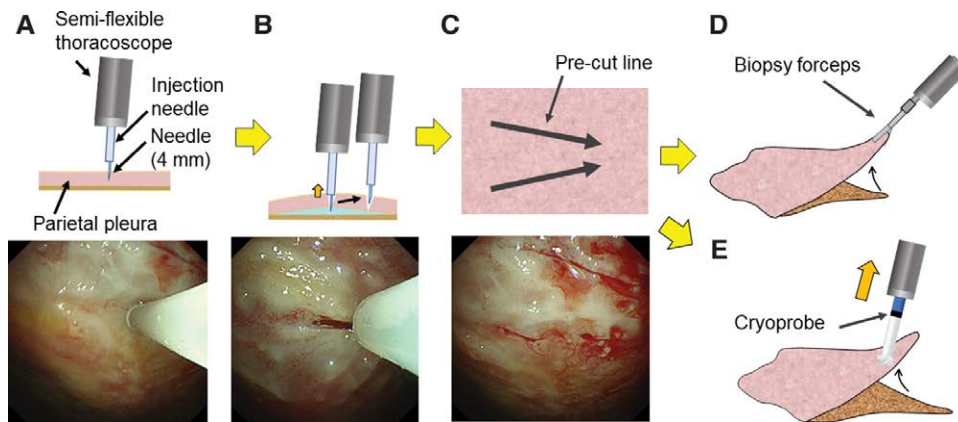 A
Semi-flexible
thoracoscope
Injection
needle
Needle
(4 mm)
Parietal pleura
B
C
Pre-cut line
D
Biopsy forceps
E
Cryoprobe